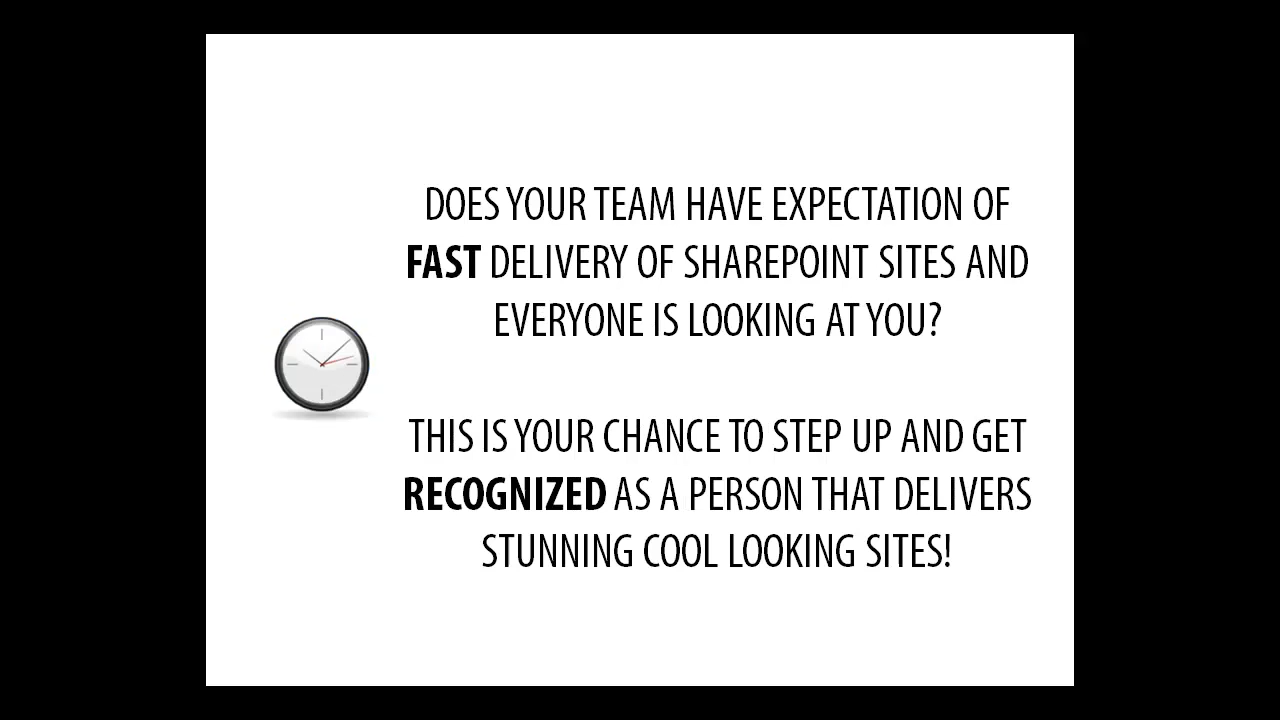 DOES YOUR TEAM HAVE EXPECTATION OF
FAST DELIVERY OF SHAREPOINT SITES AND
EVERYONE IS LOOKING AT YOU?
THIS IS YOUR CHANCE TO STEP UP AND GET
RECOGNIZED AS A PERSON THAT DELIVERS
STUNNING COOL LOOKING SITES!